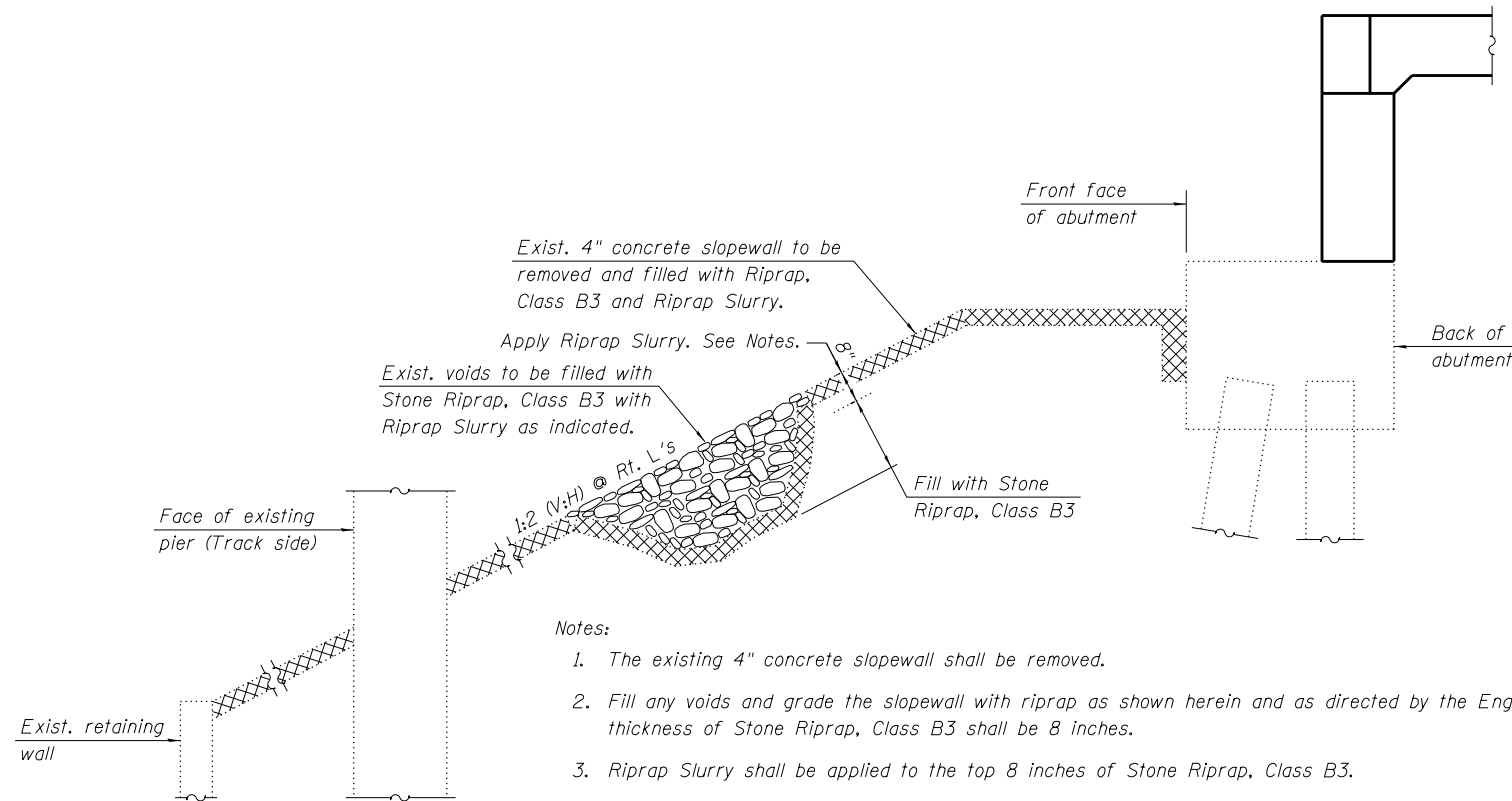 Front face
of abutment
Exist. 4" concrete slopewall to be
removed and filled with Riprap,
Class B3 and Riprap Slurry.
Apply Riprap Slurry. See Notes.
8"
Back of
abutment
Exist. voids to be filled with
Stone Riprap, Class B3 with
Riprap Slurry as indicated.
1:2 (V:H) @ Rt. L's
Fill with Stone
Riprap, Class B3
Face of existing
pier (Track side)
Exist. retaining
wall
Notes:
1. The existing 4" concrete slopewall shall be removed.
2. Fill any voids and grade the slopewall with riprap as shown herein and as directed by the Eng
thickness of Stone Riprap, Class B3 shall be 8 inches.
3. Riprap Slurry shall be applied to the top 8 inches of Stone Riprap, Class B3.